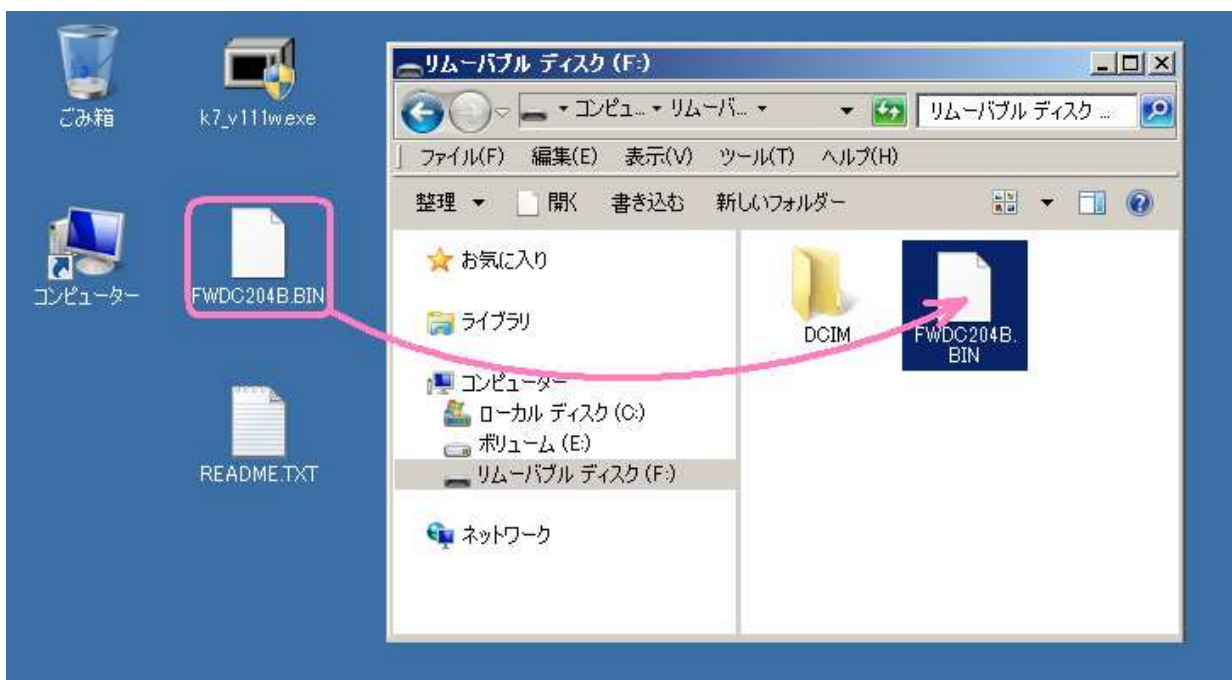 ごみ箱
k7_v111w.exe
コンピューター
FWDC204B.BIN
README.TXT
リムーバブル ディスク (F:)
コンピュ... リムーバ...
リムーバブル ディスク ...
ファイル(F) 編集(E) 表示(V) ツール(T) ヘルプ(H)
整理 開く 書き込む 新しいフォルダー
お気に入り
ライブラリ
コンピューター
ローカル ディスク (C:)
ボリューム (E:)
リムーバブル ディスク (F:)
ネットワーク
DCIM
FWDC204B.
BIN